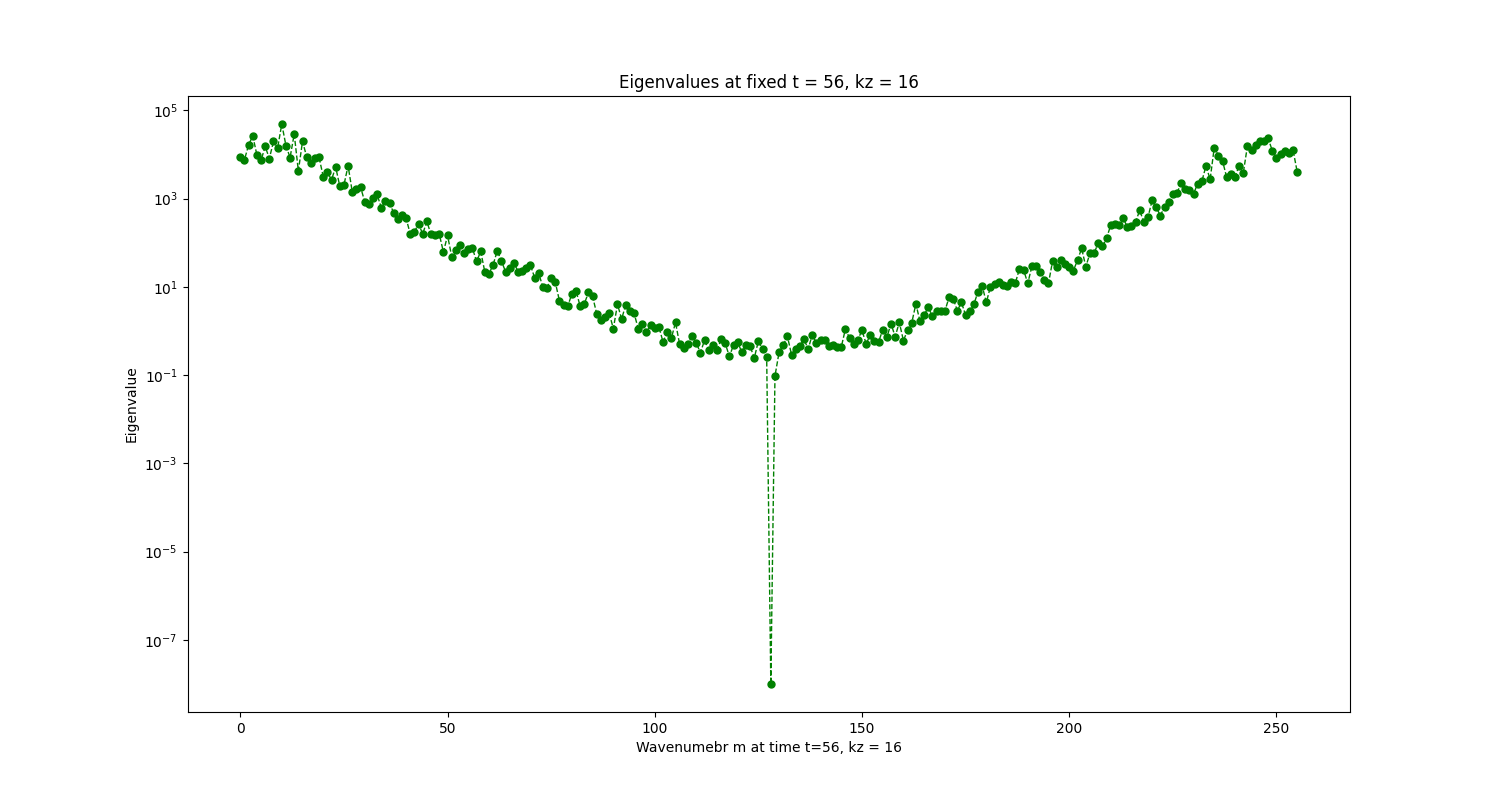 Eigenvalues at fixed t = 56, kz = 16
10^5
10^3
10^1
10^-1
10^-3
10^-5
10^-7
Eigenvalue
0 50 100 150 200 250
Wavenumebr m at time t=56, kz = 16